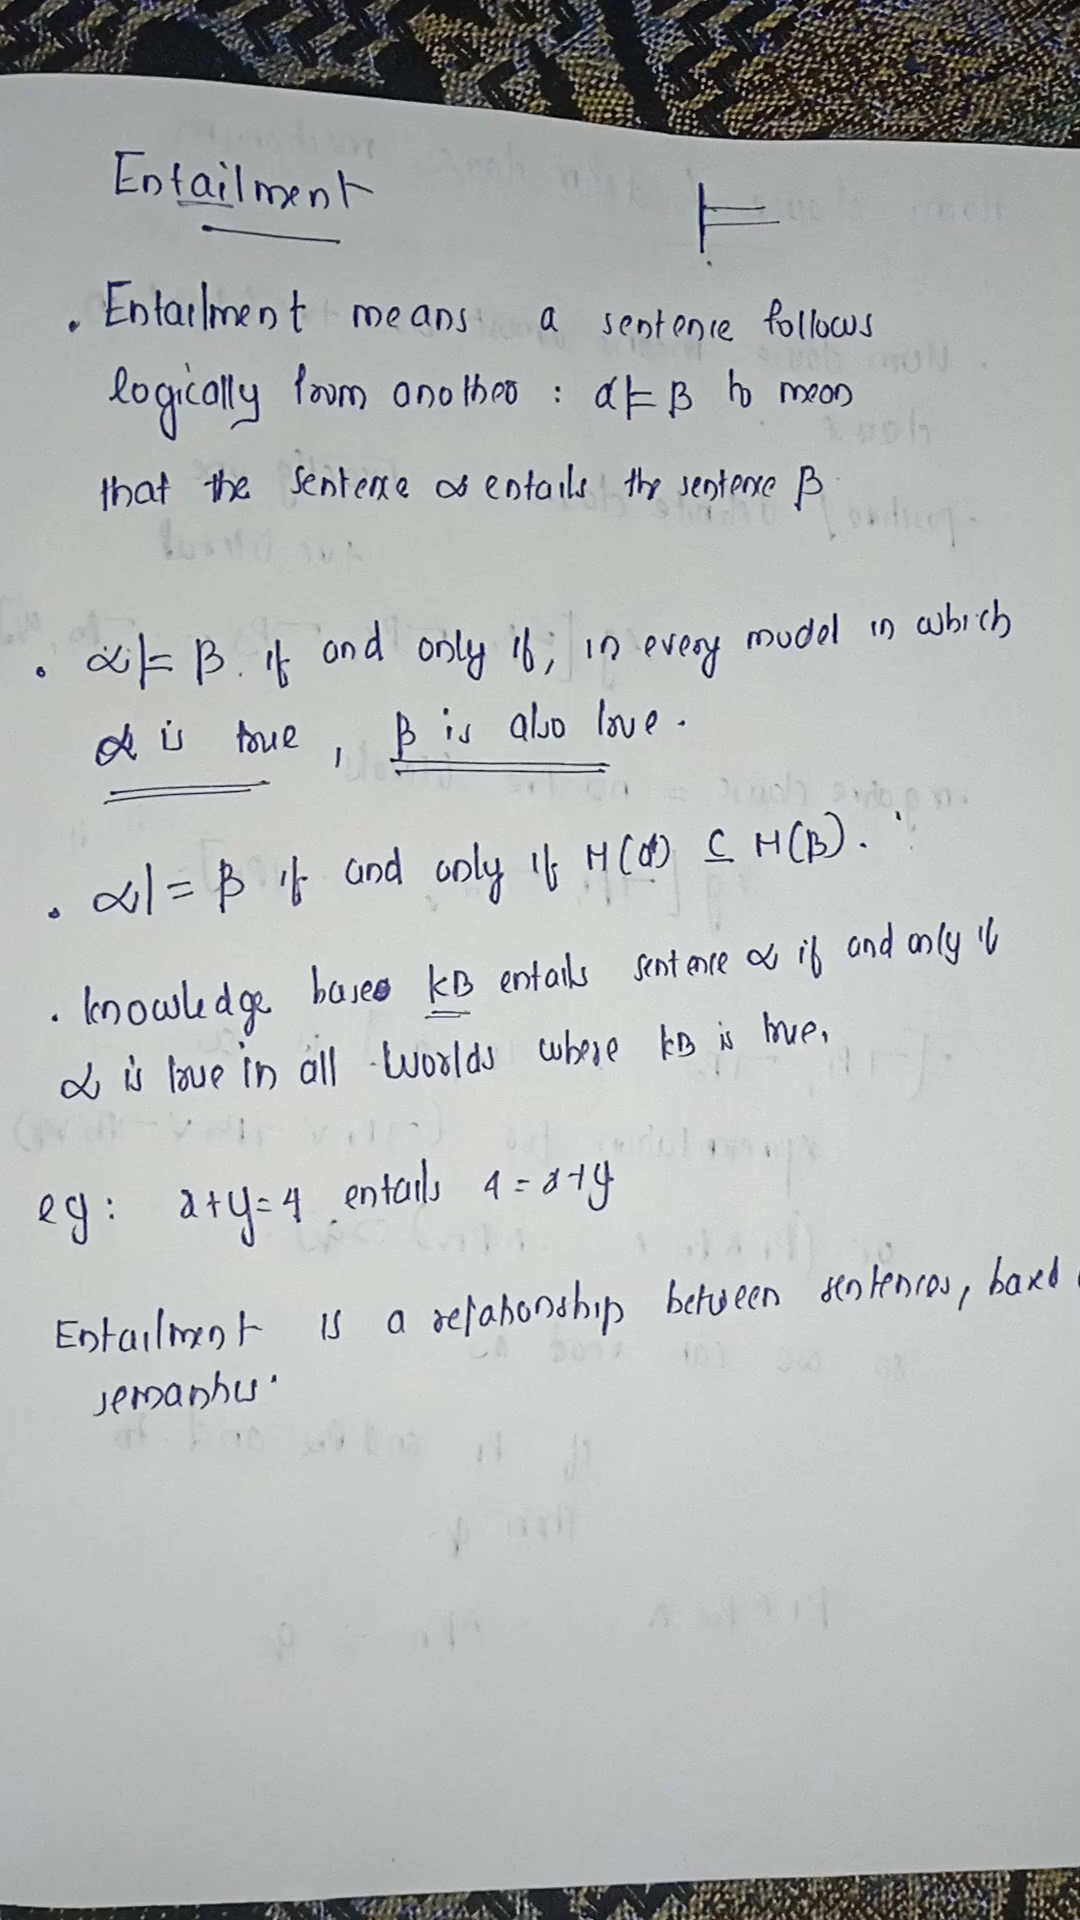 Entailment ⊨
. Entailment means a sentence follows
logically from another : α ⊨ β to mean
that the sentence α entails the sentence β
. α ⊨ β. if and only if, in every model in which
α is true, β is also true.
. α |= β if and only if M(α) ⊆ M(β).
. knowledge bases KB entails sentence α if and only if
α is true in all worlds where KB is true.
eg: x+y=4 entails 4=x+y
Entailment is a relationship between sentences, based
semantics.